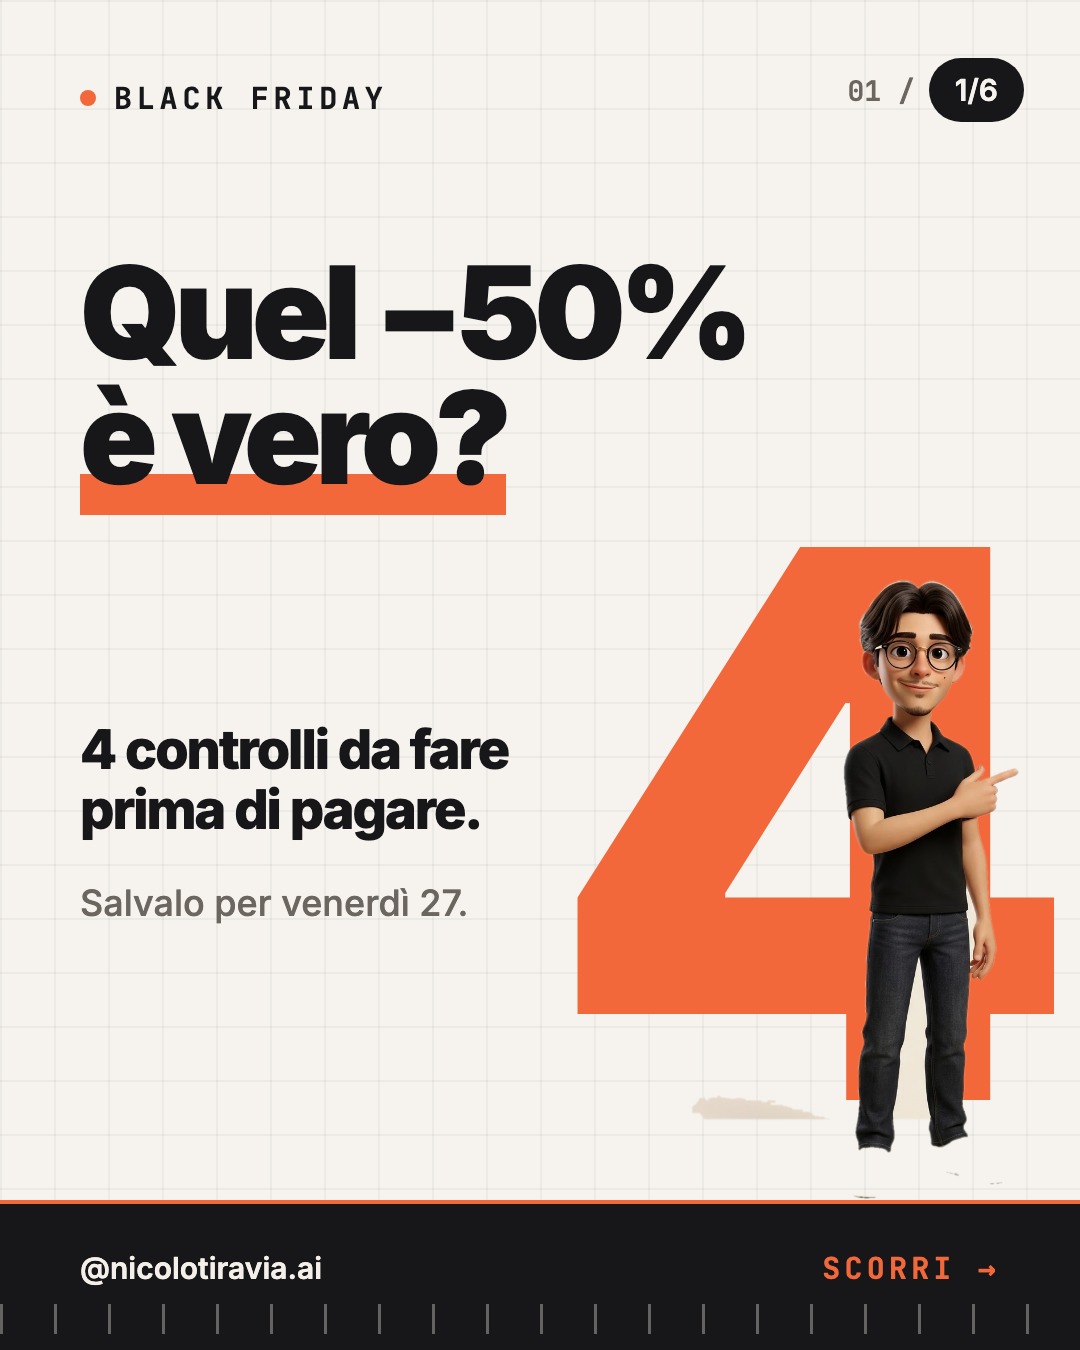 BLACK FRIDAY
01 / 1/6
Quel –50%
è vero?
4
4 controlli da fare
prima di pagare.
Salvalo per venerdì 27.
@nicolotiravia.ai
SCORRI →